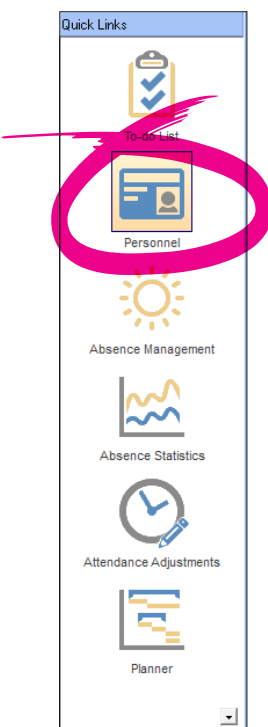 Quick Links
To-do List
Personnel
Absence Management
Absence Statistics
Attendance Adjustments
Planner